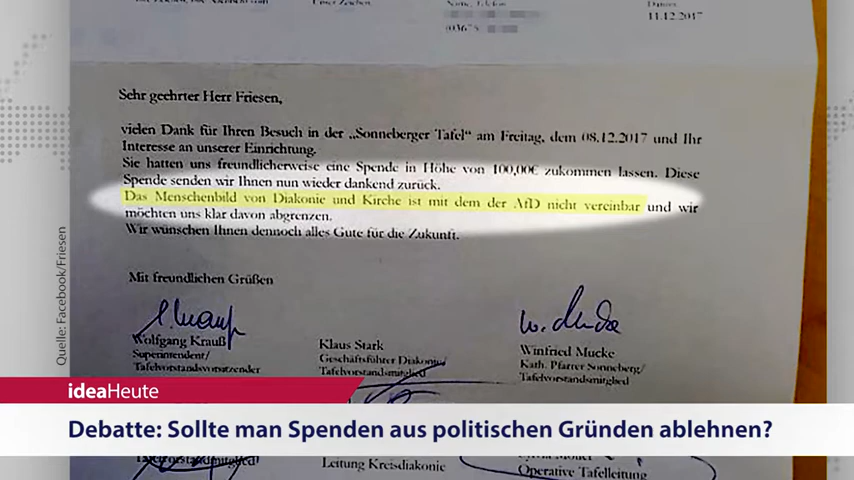 Unser Zeichen
11.12.2017
Sehr geehrter Herr Friesen,
vielen Dank für Ihren Besuch in der „Sonneberger Tafel“ am Freitag, dem 08.12.2017 und Ihr
Interesse an unserer Einrichtung.
Sie hatten uns freundlicherweise eine Spende in Höhe von 100,00€ zukommen lassen. Diese
Spende senden wir Ihnen nun wieder dankend zurück.
Das Menschenbild von Diakonie und Kirche ist mit dem der AfD nicht vereinbar und wir
möchten uns klar davon abgrenzen.
Wir wünschen Ihnen dennoch alles Gute für die Zukunft.
Mit freundlichen Grüßen
Wolfgang Krauß
Superintendent/
Tafelvorstandsvorsitzender
Klaus Stark
Geschäftsführer Diakonie/
Tafelvorstandsmitglied
Winfried Mucke
Kath. Pfarrer Sonneberg/
Tafelvorstandsmitglied
Quelle: Facebook/Friesen
ideaHeute
Debatte: Sollte man Spenden aus politischen Gründen ablehnen?
Tafelvorstandsmitglied
Leitung Kreisdiakonie
Operative Tafelleitung